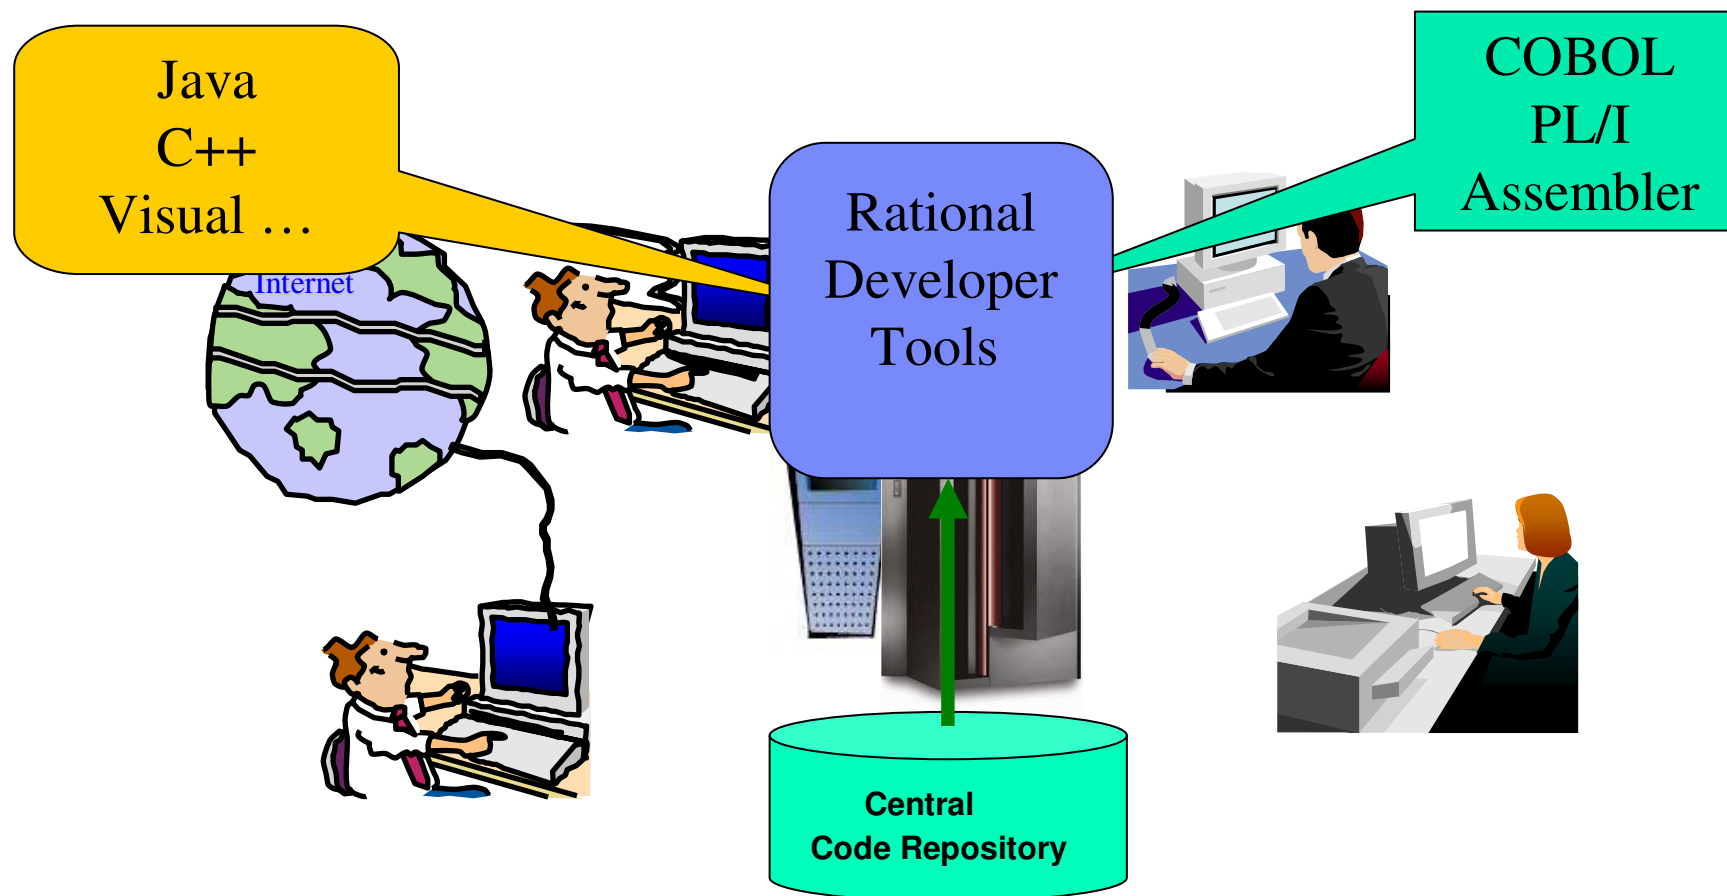 Java
C++
Visual …
Internet
Rational
Developer
Tools
COBOL
PL/I
Assembler
Central
Code Repository